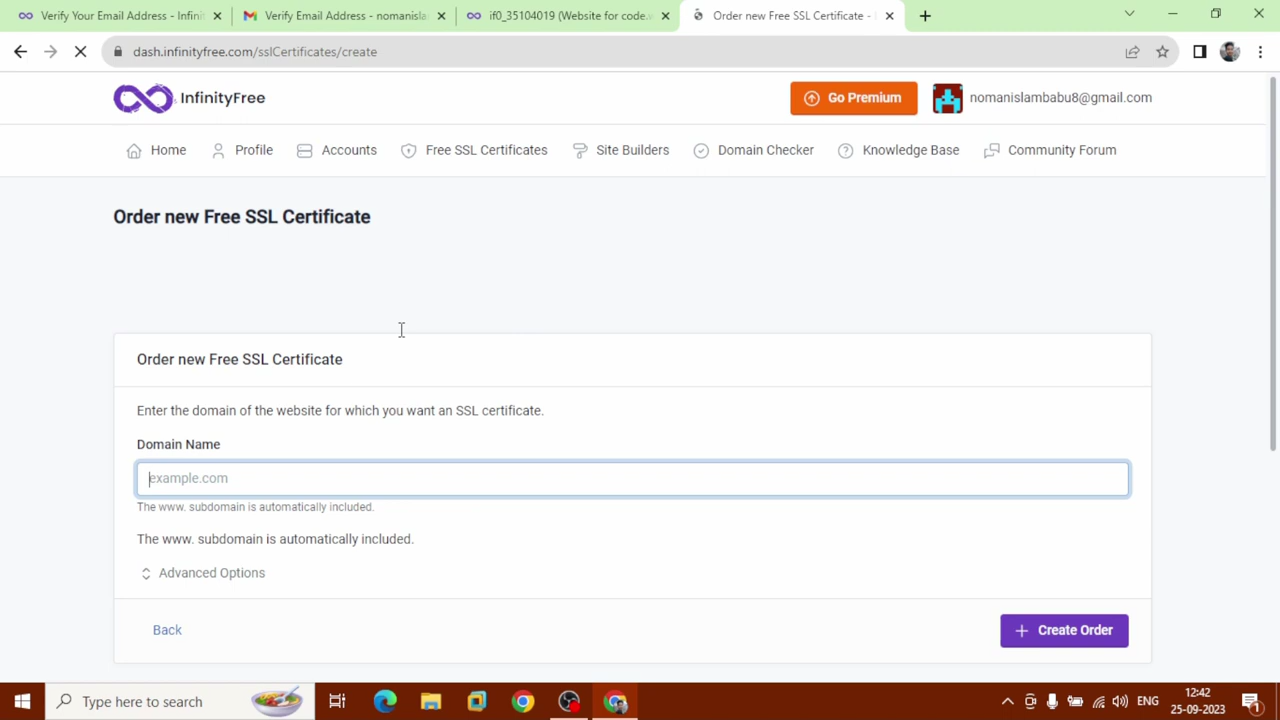 Verify Your Email Address - Infinit
Verify Email Address - nomanislam
if0_35104019 (Website for code.w
Order new Free SSL Certificate -
dash.infinityfree.com/sslCertificates/create
InfinityFree
Go Premium
nomanislambabu8@gmail.com
Home
Profile
Accounts
Free SSL Certificates
Site Builders
Domain Checker
Knowledge Base
Community Forum
Order new Free SSL Certificate
Order new Free SSL Certificate
Enter the domain of the website for which you want an SSL certificate.
Domain Name
example.com
The www. subdomain is automatically included.
The www. subdomain is automatically included.
Advanced Options
Back
Create Order
Type here to search
ENG
12:42
25-09-2023
1